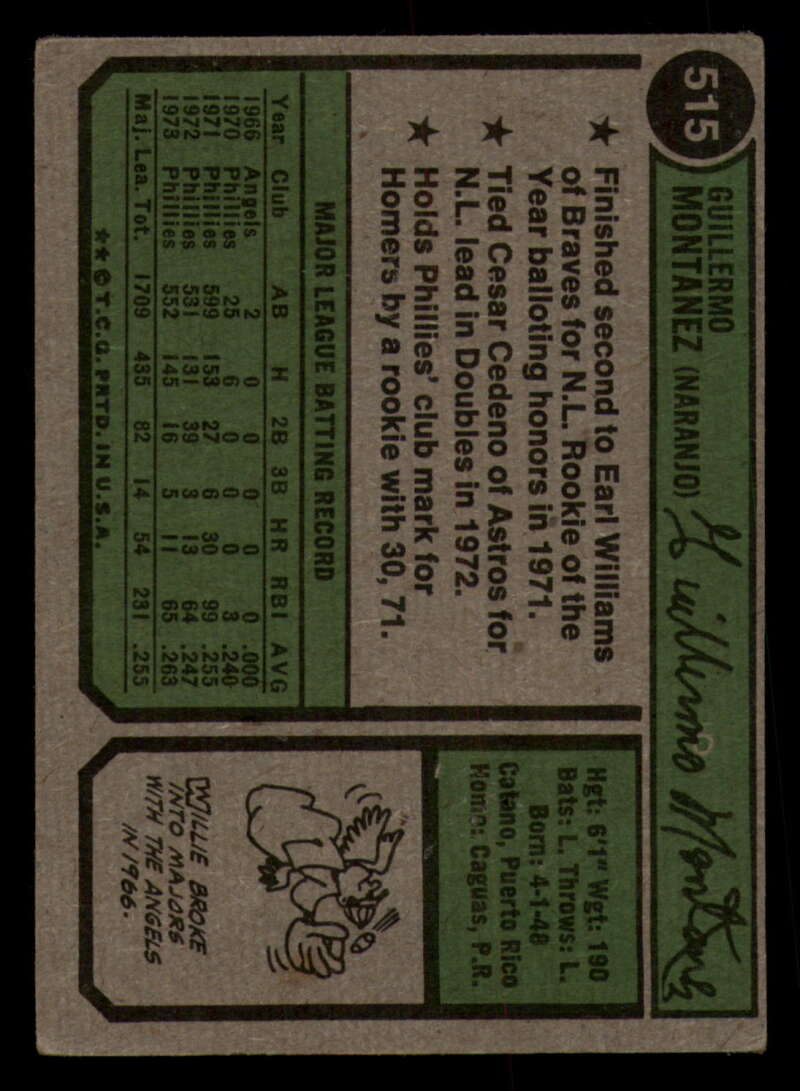 515
GUILLERMO
MONTANEZ (NARANJO) Guillermo Montanez
★ Finished second to Earl Williams
of Braves for N.L. Rookie of the
Year balloting honors in 1971.
★ Tied Cesar Cedeno of Astros for
N.L. lead in Doubles in 1972.
★ Holds Phillies' club mark for
Homers by a rookie with 30, 71.
MAJOR LEAGUE BATTING RECORD
Year Club AB H 2B 3B HR RBI AVG
1966 Angels 2 0 0 0 0 0 .000
1970 Phillies 25 6 0 0 0 3 .240
1971 Phillies 599 153 27 6 30 99 .255
1972 Phillies 531 131 39 3 13 64 .247
1973 Phillies 552 145 16 5 11 65 .263
Maj. Lea. Tot. 1709 435 82 14 54 231 .255
★★ © T.C.G. PRTD. IN U.S.A.
Hgt: 6'1" Wgt: 190
Bats: L. Throws: L.
Born: 4-1-48
Catano, Puerto Rico
Home: Caguas, P.R.
WILLIE BROKE
INTO MAJORS
WITH THE ANGELS
IN 1966.